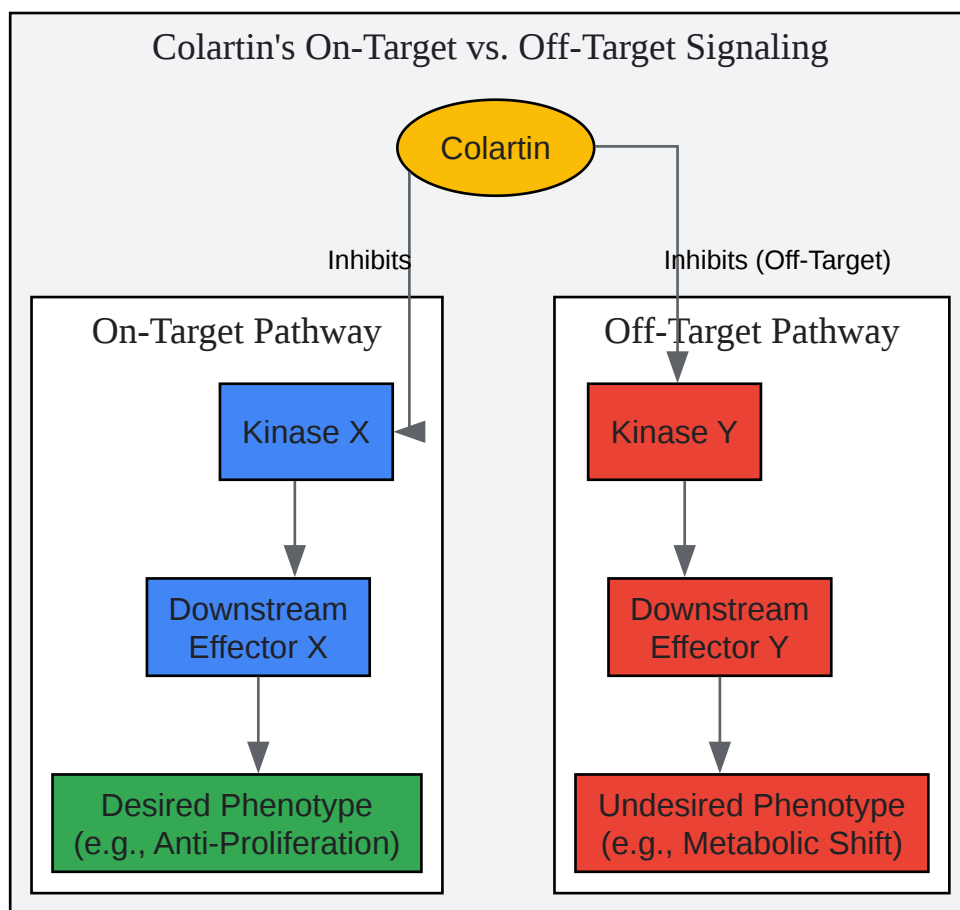 Colartin's On-Target vs. Off-Target Signaling
Colartin
Inhibits
Inhibits (Off-Target)
On-Target Pathway
Kinase X
Downstream
Effector X
Desired Phenotype
(e.g., Anti-Proliferation)
Off-Target Pathway
Kinase Y
Downstream
Effector Y
Undesired Phenotype
(e.g., Metabolic Shift)